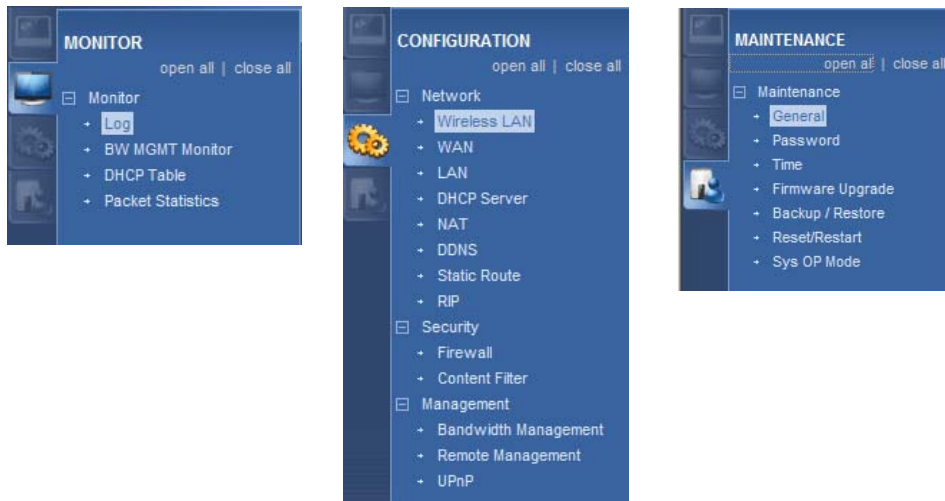 MONITOR
open all | close all
Monitor
Log
BW MGMT Monitor
DHCP Table
Packet Statistics
CONFIGURATION
open all | close all
Network
Wireless LAN
WAN
LAN
DHCP Server
NAT
DDNS
Static Route
RIP
Security
Firewall
Content Filter
Management
Bandwidth Management
Remote Management
UPnP
MAINTENANCE
open all | close all
Maintenance
General
Password
Time
Firmware Upgrade
Backup / Restore
Reset/Restart
Sys OP Mode